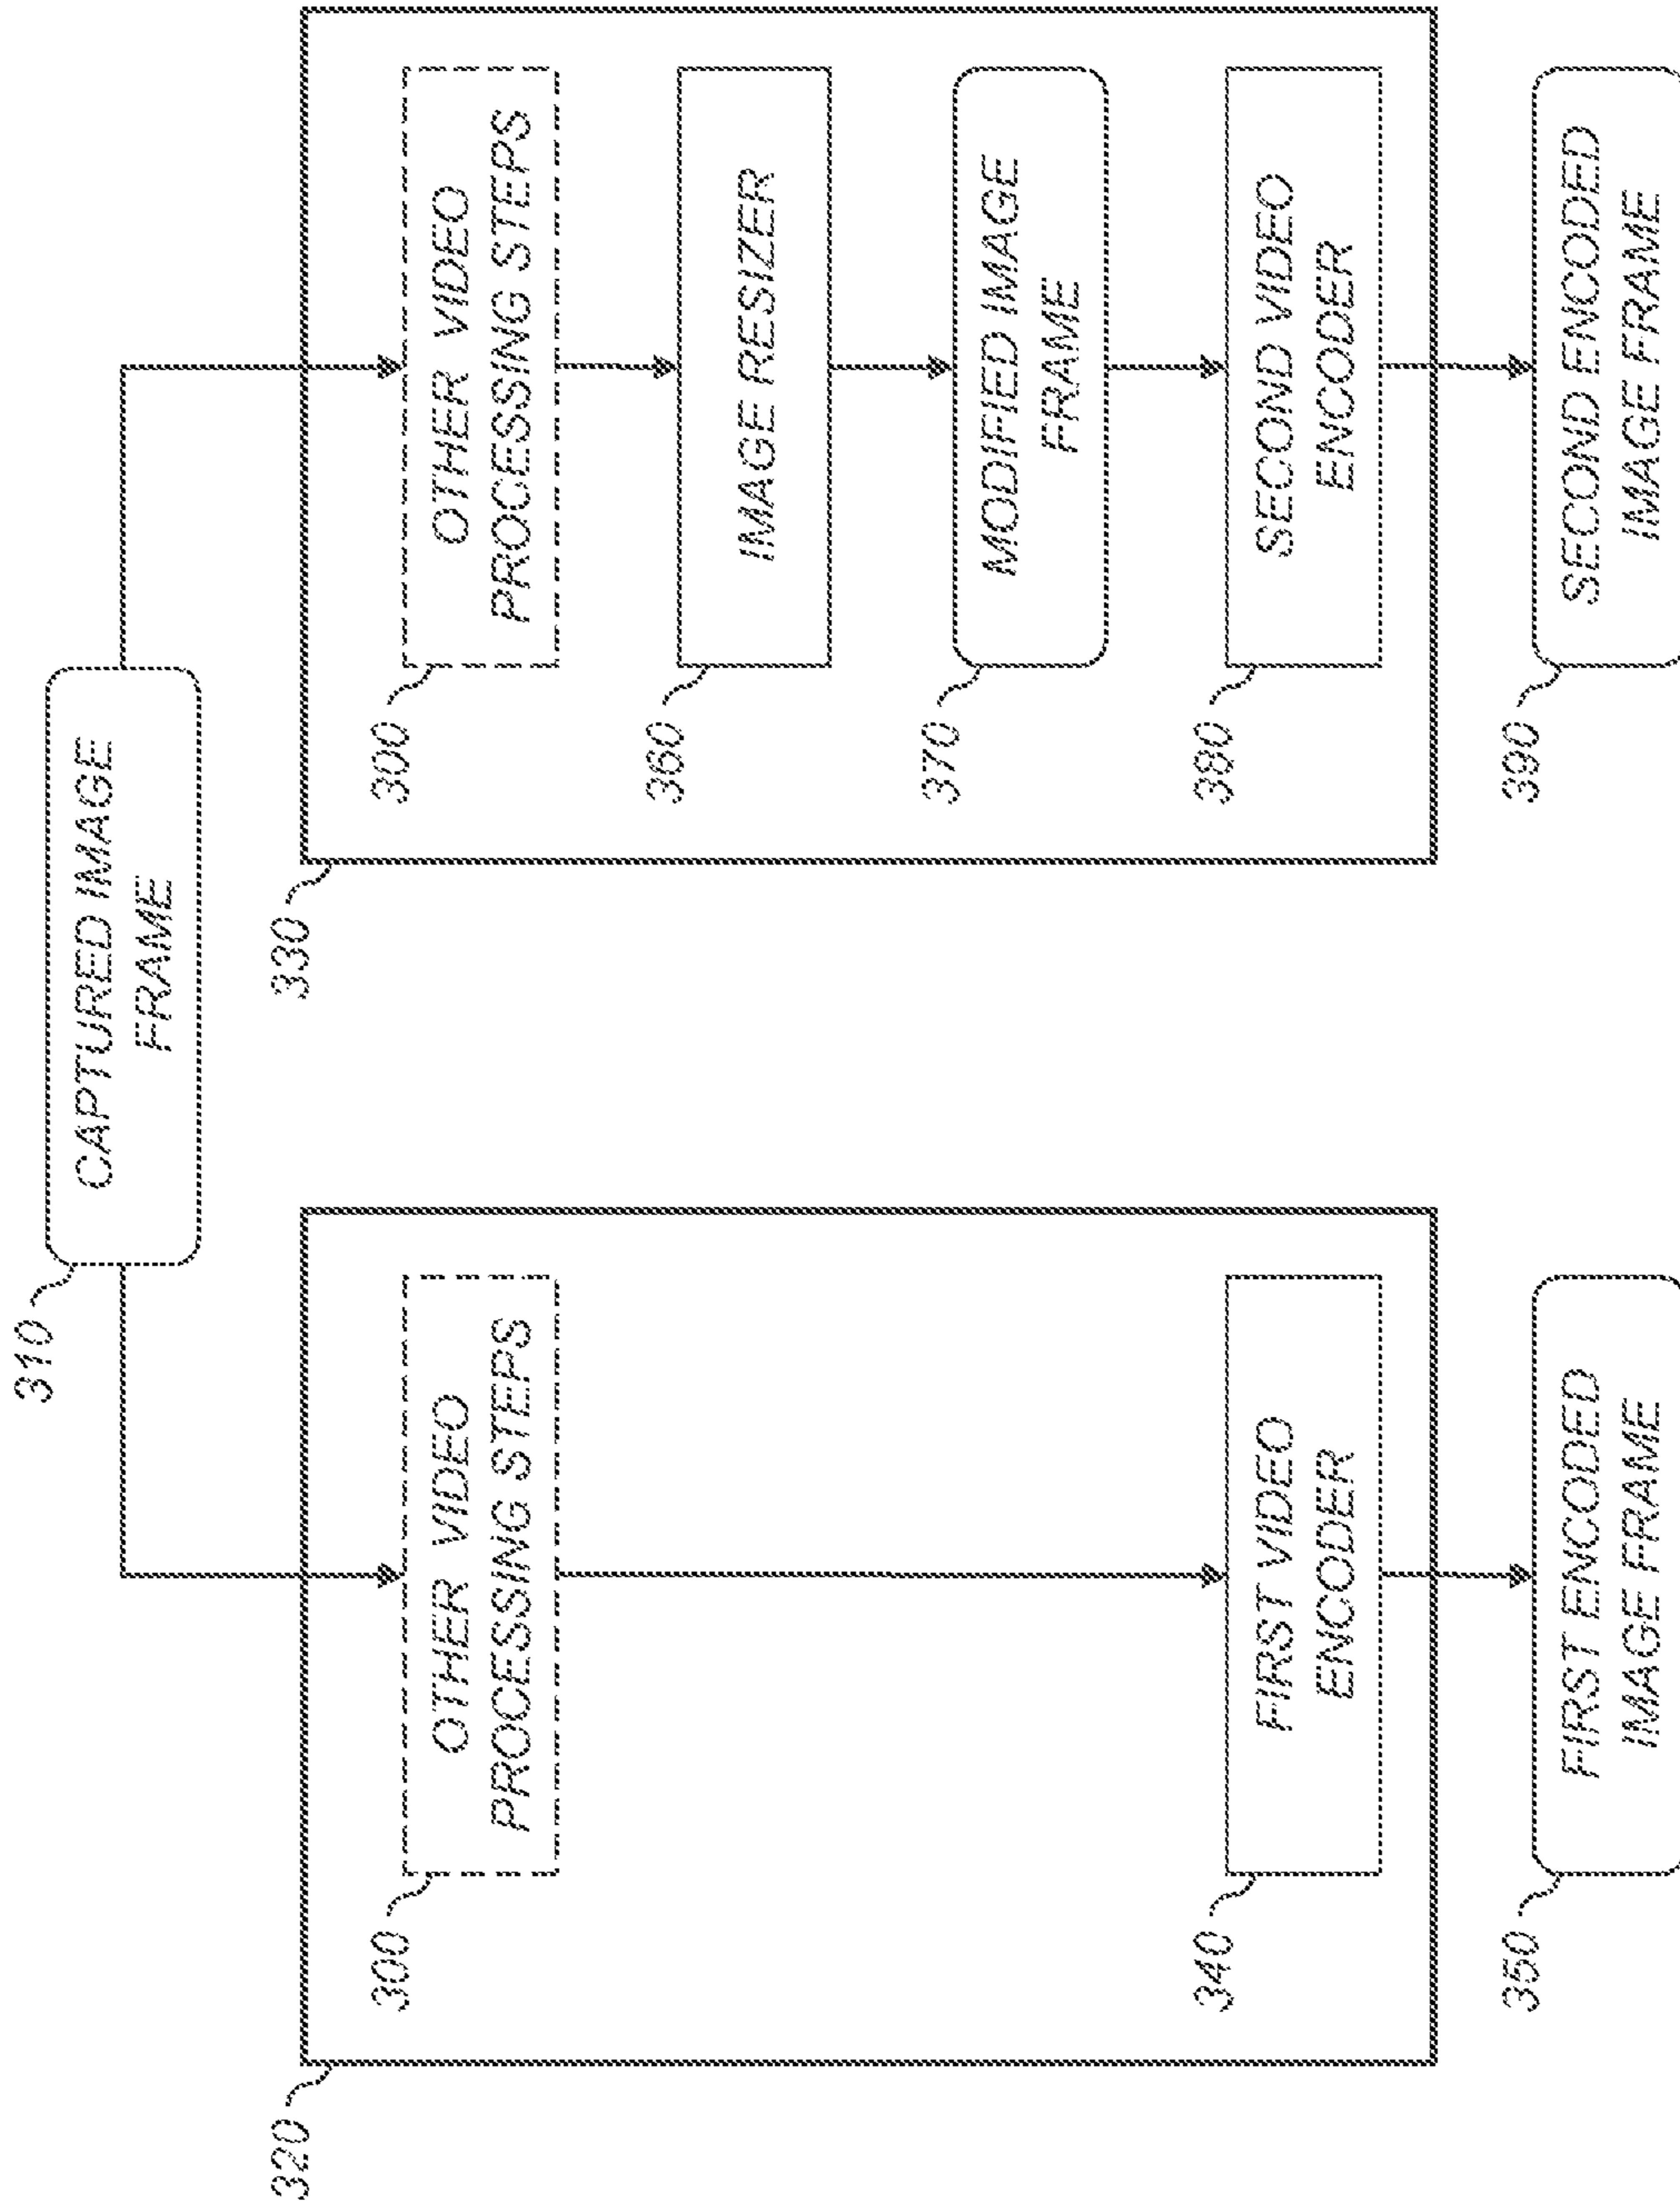 310
CAPTURED IMAGE
FRAME
320
300
OTHER VIDEO
PROCESSING STEPS
340
FIRST VIDEO
ENCODER
350
FIRST ENCODED
IMAGE FRAME
330
300
OTHER VIDEO
PROCESSING STEPS
360
IMAGE RESIZER
370
MODIFIED IMAGE
FRAME
380
SECOND VIDEO
ENCODER
390
SECOND ENCODED
IMAGE FRAME